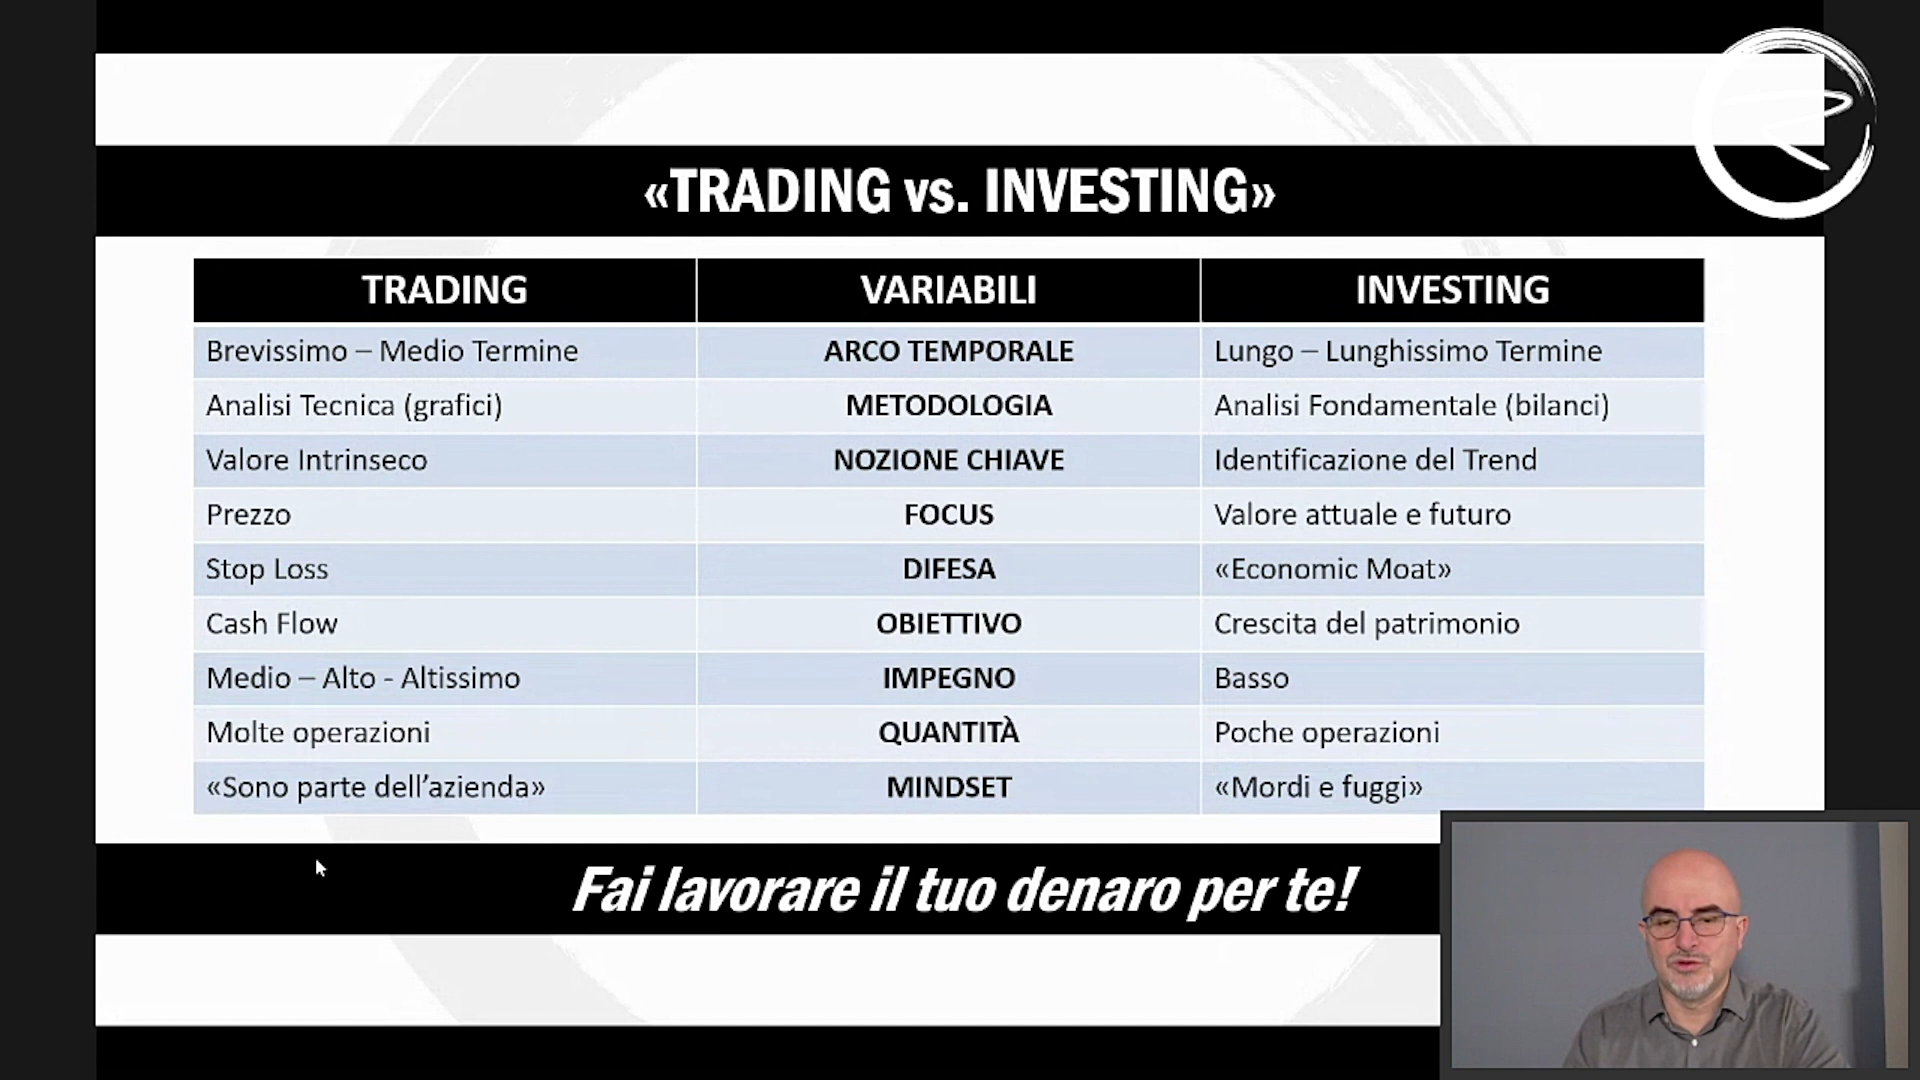 «TRADING vs. INVESTING»
TRADING VARIABILI INVESTING
Brevissimo – Medio Termine ARCO TEMPORALE Lungo – Lunghissimo Termine
Analisi Tecnica (grafici) METODOLOGIA Analisi Fondamentale (bilanci)
Valore Intrinseco NOZIONE CHIAVE Identificazione del Trend
Prezzo FOCUS Valore attuale e futuro
Stop Loss DIFESA «Economic Moat»
Cash Flow OBIETTIVO Crescita del patrimonio
Medio – Alto - Altissimo IMPEGNO Basso
Molte operazioni QUANTITÀ Poche operazioni
«Sono parte dell’azienda» MINDSET «Mordi e fuggi»
Fai lavorare il tuo denaro per te!